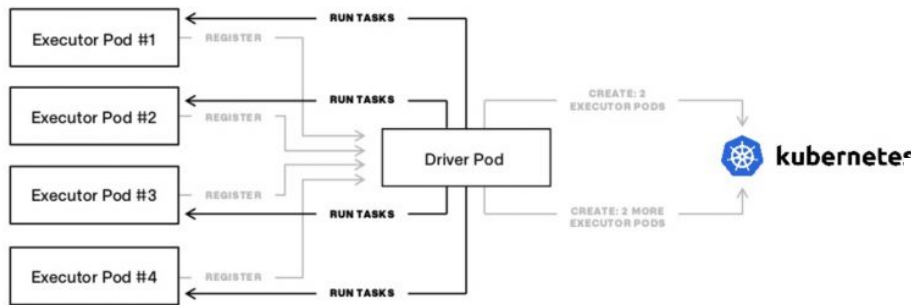 RUN TASKS
Executor Pod #1
REGISTER
RUN TASKS
CREATE: 2
EXECUTOR PODS
Executor Pod #2
REGISTER
Driver Pod
kubernetes
Executor Pod #3
REGISTER
RUN TASKS
CREATE: 2 MORE
EXECUTOR PODS
Executor Pod #4
REGISTER
RUN TASKS